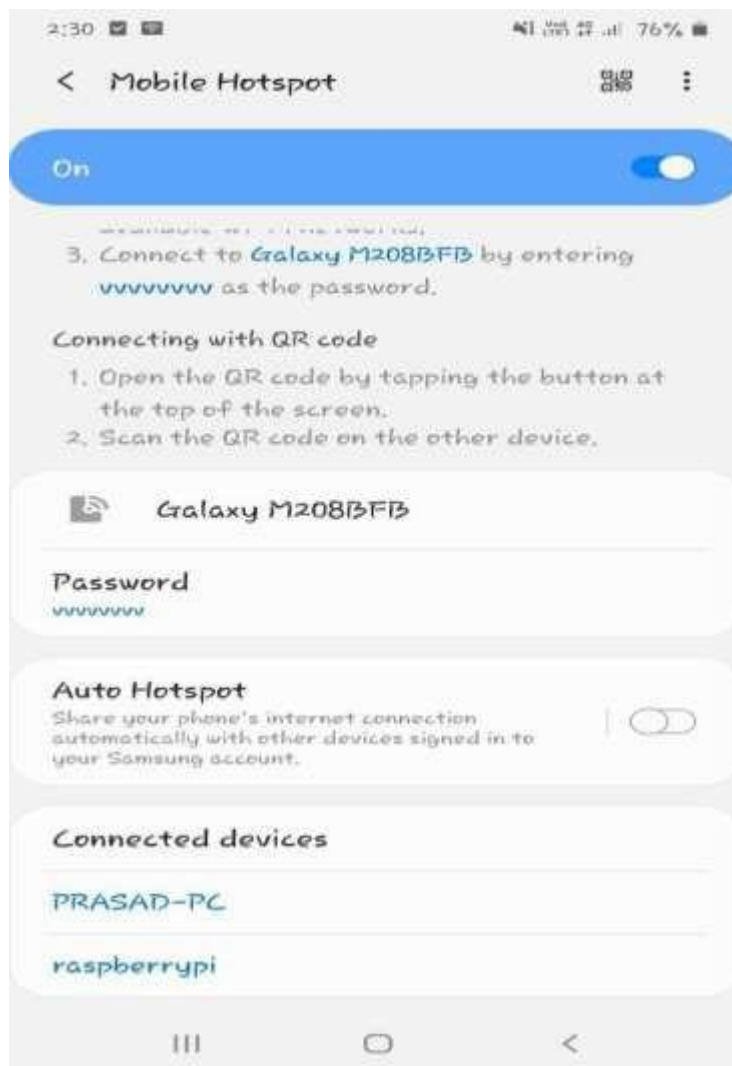 2:30 76%
Mobile Hotspot
On
3. Connect to Galaxy M208BFB by entering
vvvvvvvv as the password.
Connecting with QR code
1. Open the QR code by tapping the button at
the top of the screen.
2. Scan the QR code on the other device.
Galaxy M208BFB
Password
vvvvvvvv
Auto Hotspot
Share your phone's internet connection
automatically with other devices signed in to
your Samsung account.
Connected devices
PRASAD-PC
raspberrypi